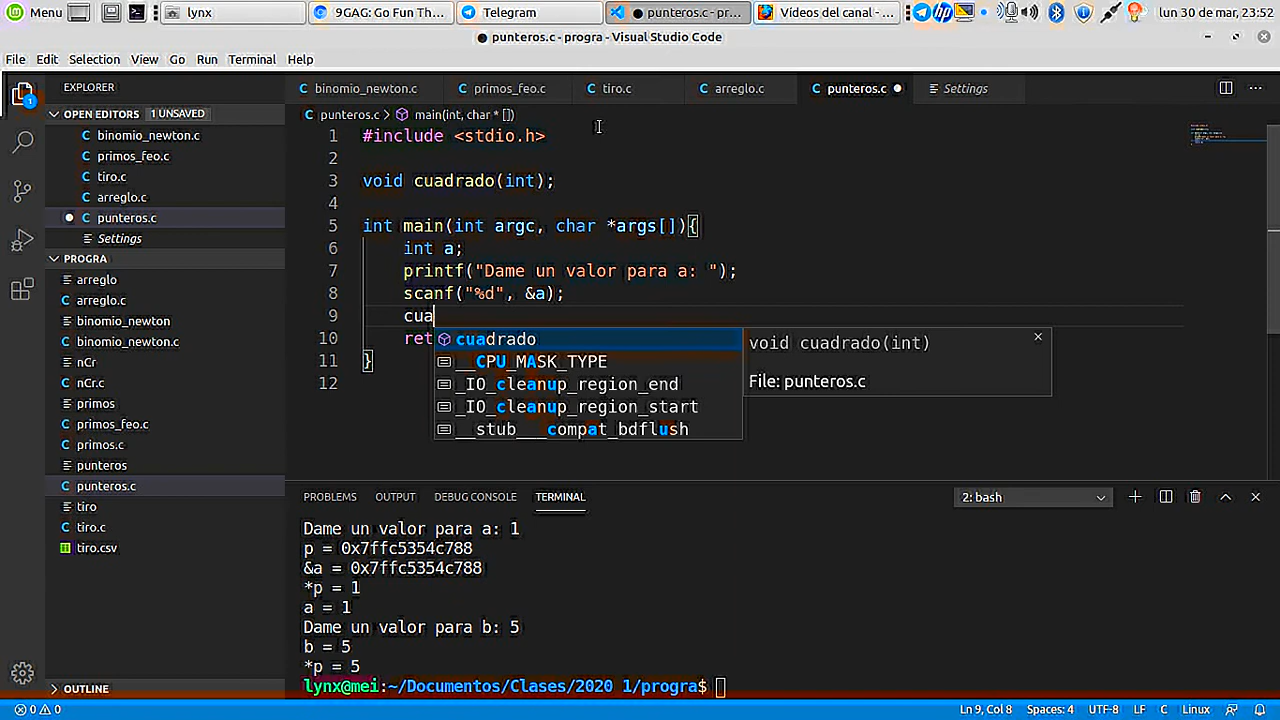 Menu
lynx
9GAG: Go Fun Th...
Telegram
punteros.c - pr...
Vídeos del canal - ...
lun 30 de mar, 23:52
● punteros.c - progra - Visual Studio Code
File Edit Selection View Go Run Terminal Help
EXPLORER
OPEN EDITORS 1 UNSAVED
C binomio_newton.c
C primos_feo.c
C tiro.c
C arreglo.c
● C punteros.c
Settings
PROGRA
arreglo
C arreglo.c
binomio_newton
C binomio_newton.c
nCr
C nCr.c
primos
C primos_feo.c
C primos.c
punteros
C punteros.c
tiro
C tiro.c
tiro.csv
OUTLINE
C binomio_newton.c C primos_feo.c C tiro.c C arreglo.c C punteros.c ● Settings
C punteros.c > main(int, char * [])
1 #include <stdio.h>
2
3 void cuadrado(int);
4
5 int main(int argc, char *args[]){
6 int a;
7 printf("Dame un valor para a: ");
8 scanf("%d", &a);
9 cua
10 ret
11 }
12
cuadrado
__CPU_MASK_TYPE
_IO_cleanup_region_end
_IO_cleanup_region_start
__stub___compat_bdflush
void cuadrado(int)
File: punteros.c
PROBLEMS OUTPUT DEBUG CONSOLE TERMINAL
2: bash
Dame un valor para a: 1
p = 0x7ffc5354c788
&a = 0x7ffc5354c788
*p = 1
a = 1
Dame un valor para b: 5
b = 5
*p = 5
lynx@mei:~/Documentos/Clases/2020 1/progra$
0 0
Ln 9, Col 8 Spaces: 4 UTF-8 LF C Linux